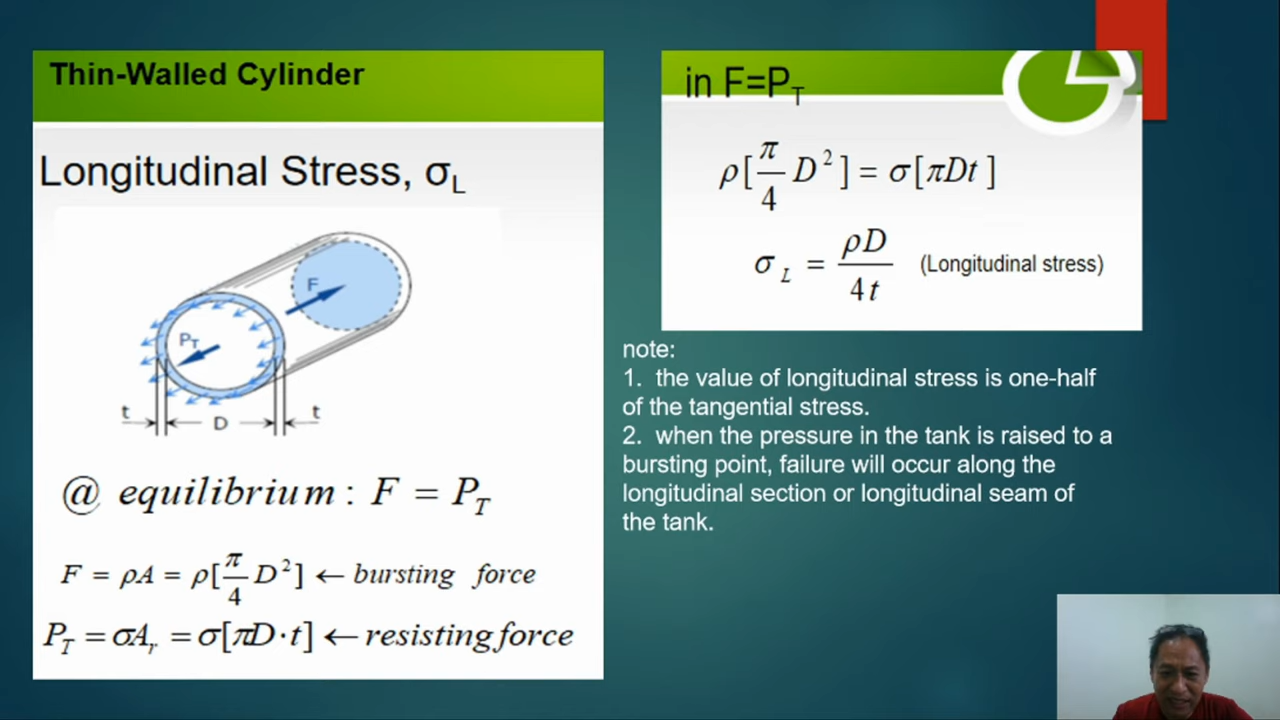 Thin-Walled Cylinder
Longitudinal Stress, σL
F
PT
t D t
@ equilibrium : F = PT
F = ρA = ρ[π/4 D²] ← bursting force
PT = σAr = σ[πD·t] ← resisting force
in F=PT
ρ[π/4 D²] = σ[πDt]
σL = ρD/4t (Longitudinal stress)
note:
1. the value of longitudinal stress is one-half
of the tangential stress.
2. when the pressure in the tank is raised to a
bursting point, failure will occur along the
longitudinal section or longitudinal seam of
the tank.